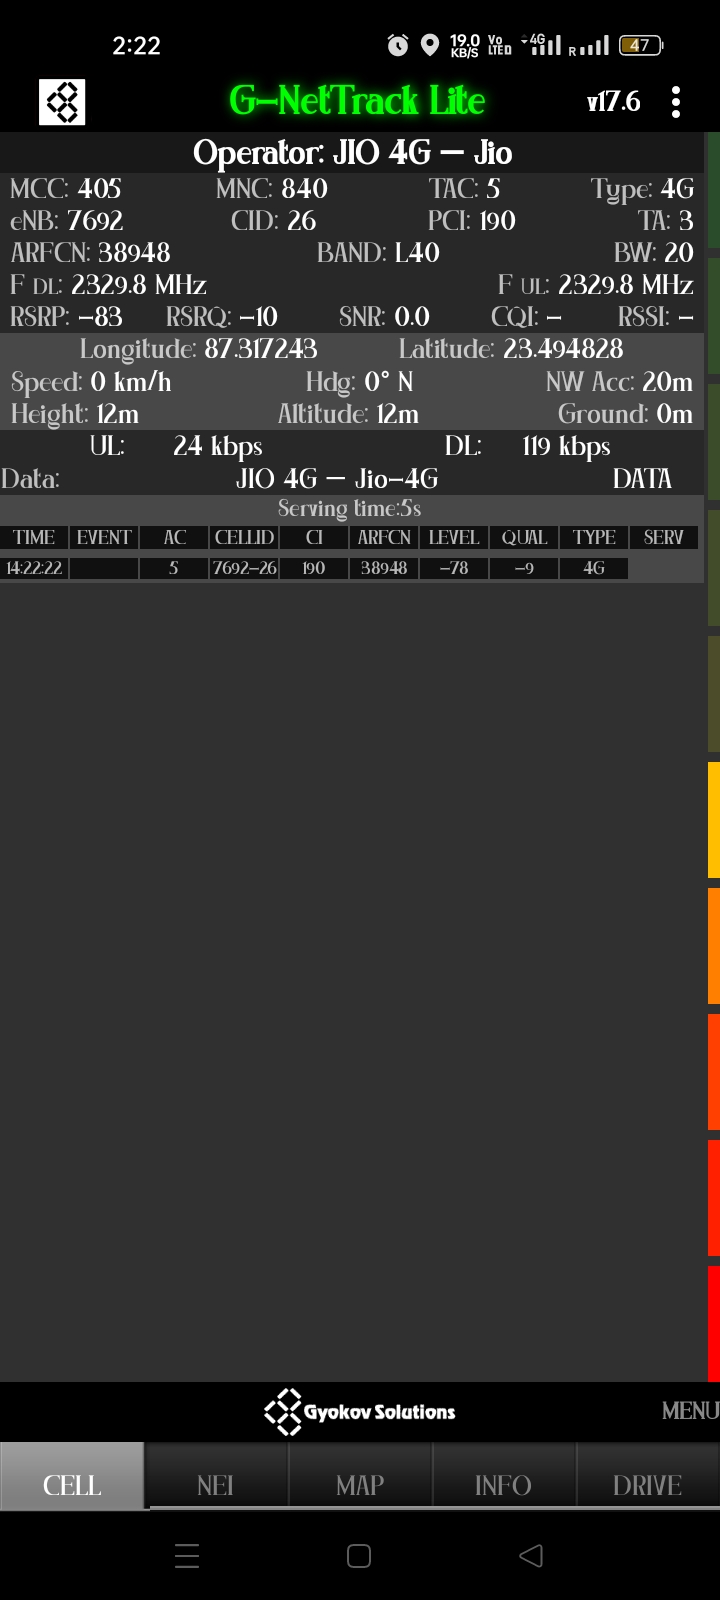 2:22 19.0 KB/S Vo LTED 4G R 47
G-NetTrack Lite v17.6
Operator: JIO 4G - Jio
MCC: 405 MNC: 840 TAC: 5 Type: 4G
eNB: 7692 CID: 26 PCI: 190 TA: 3
ARFCN: 38948 BAND: L40 BW: 20
F DL: 2329.8 MHz F UL: 2329.8 MHz
RSRP: -83 RSRQ: -10 SNR: 0.0 CQI: - RSSI: -
Longitude: 87.317243 Latitude: 23.494828
Speed: 0 km/h Hdg: 0° N NW Acc: 20m
Height: 12m Altitude: 12m Ground: 0m
UL: 24 kbps DL: 119 kbps
Data: JIO 4G - Jio-4G DATA
Serving time:5s
TIME EVENT AC CELLID CI ARFCN LEVEL QUAL TYPE SERV
14:22:22 5 7692-26 190 38948 -78 -9 4G
Gyokov Solutions MENU
CELL NEI MAP INFO DRIVE